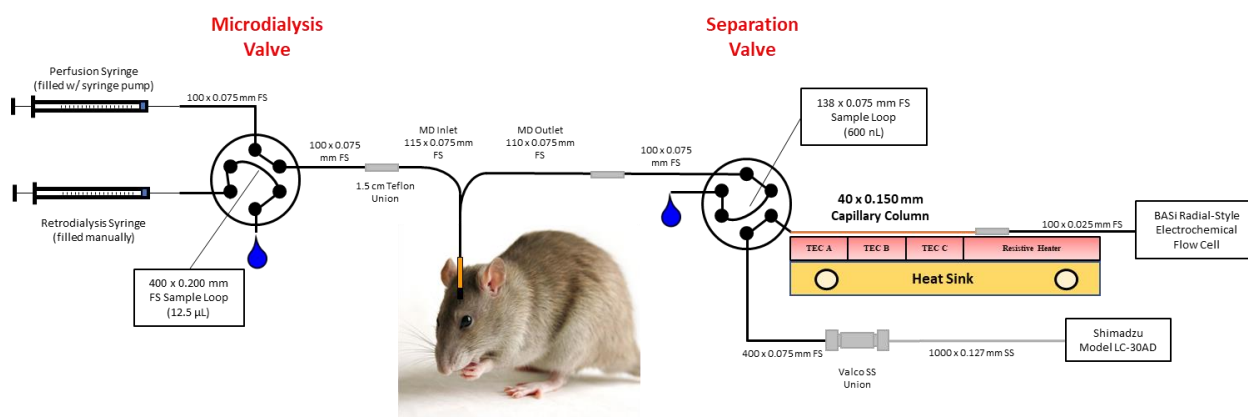 Microdialysis
Valve
Separation
Valve
Perfusion Syringe
(filled w/ syringe pump)
100 x 0.075 mm FS
138 x 0.075 mm FS
Sample Loop
(600 nL)
MD Inlet
115 x 0.075mm
FS
MD Outlet
110 x 0.075mm
FS
100 x 0.075
mm FS
100 x 0.075
mm FS
1.5 cm Teflon
Union
Retrodialysis Syringe
(filled manually)
40 x 0.150 mm
Capillary Column
100 x 0.025 mm FS
BASi Radial-Style
Electrochemical
Flow Cell
TEC A
TEC B
TEC C
Resistive Heater
Heat Sink
400 x 0.200 mm
FS Sample Loop
(12.5 µL)
400 x 0.075 mm FS
Valco SS
Union
1000 x 0.127 mm SS
Shimadzu
Model LC-30AD